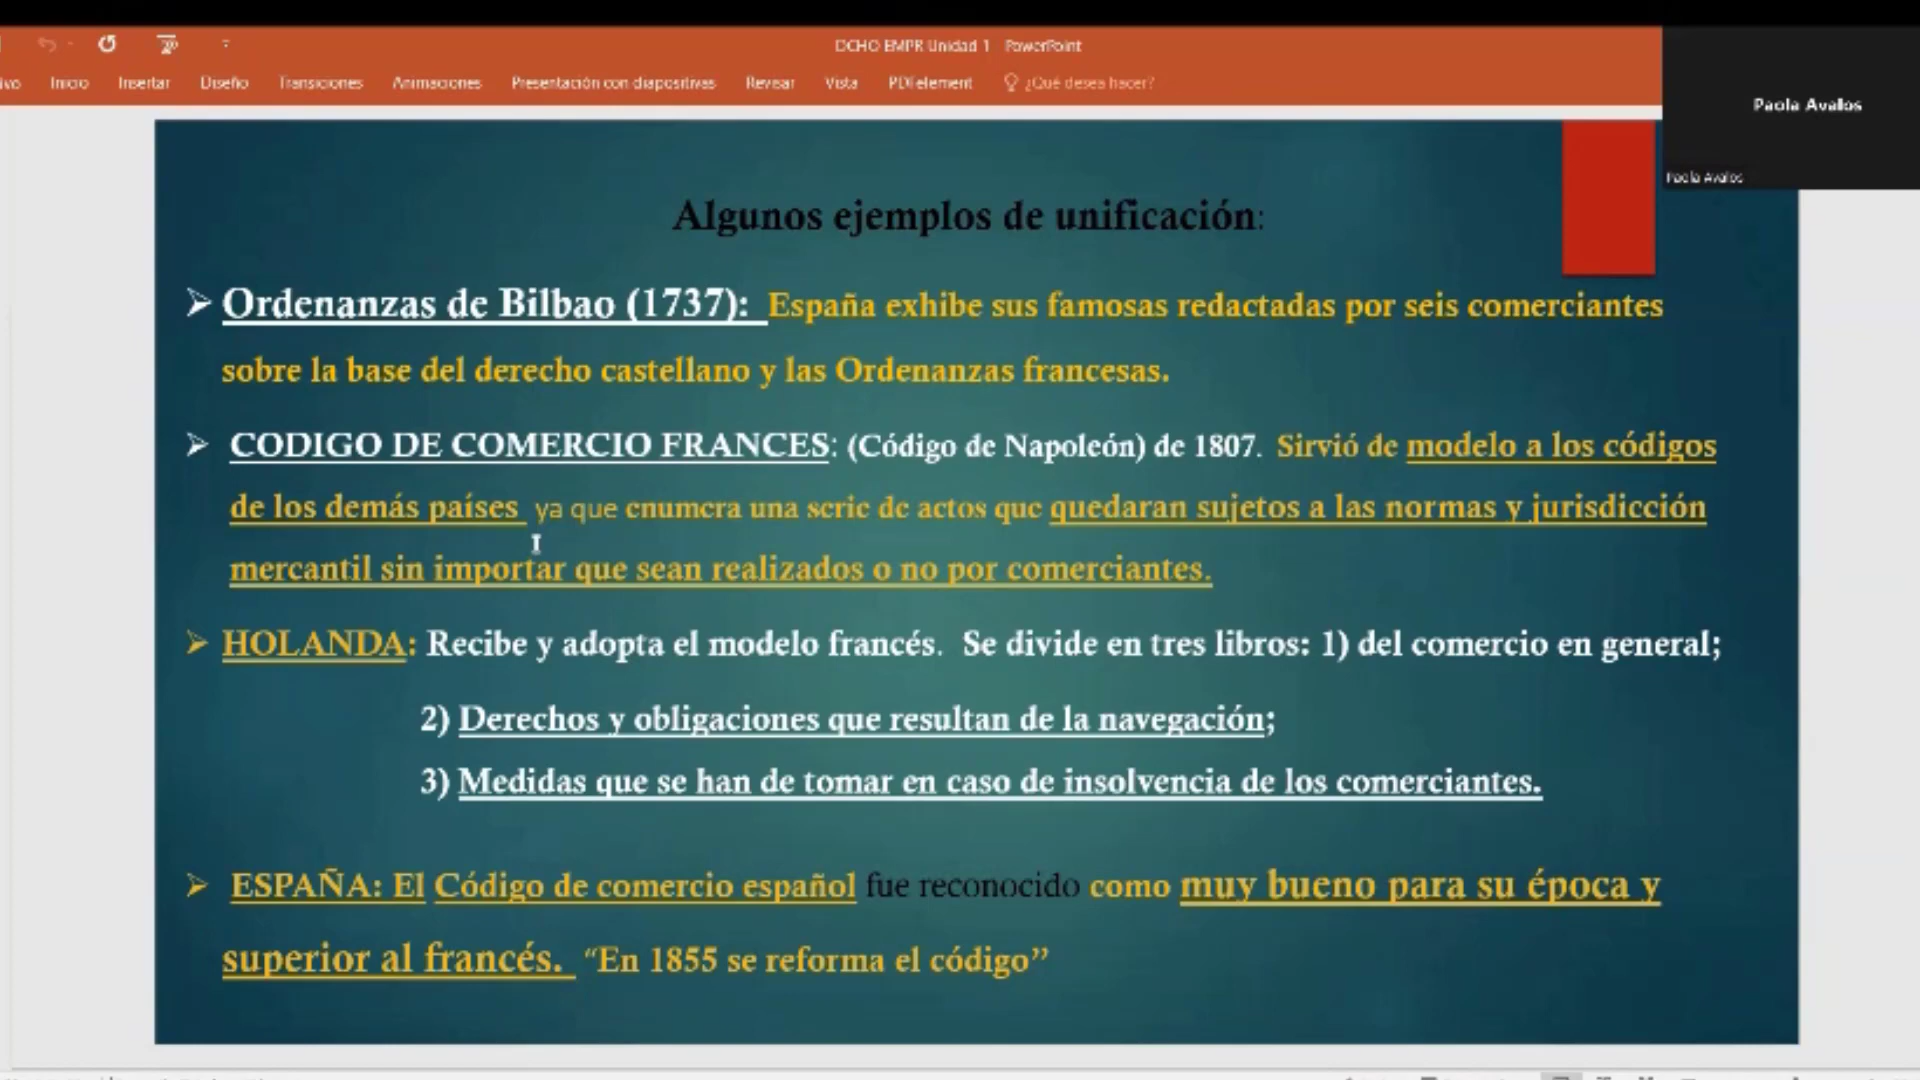 DCHO EMPR Unidad 1 PowerPoint
Inicio Insertar Diseño Transiciones Animaciones Presentación con diapositivas Revisar Vista PDFelement ¿Qué desea hacer?
Paola Avalos
Paola Avalos
Algunos ejemplos de unificación:
➢ Ordenanzas de Bilbao (1737): España exhibe sus famosas redactadas por seis comerciantes
sobre la base del derecho castellano y las Ordenanzas francesas.
➢ CODIGO DE COMERCIO FRANCES: (Código de Napoleón) de 1807. Sirvió de modelo a los códigos
de los demás países ya que enumera una serie de actos que quedaran sujetos a las normas y jurisdicción
mercantil sin importar que sean realizados o no por comerciantes.
➢ HOLANDA: Recibe y adopta el modelo francés. Se divide en tres libros: 1) del comercio en general;
2) Derechos y obligaciones que resultan de la navegación;
3) Medidas que se han de tomar en caso de insolvencia de los comerciantes.
➢ ESPAÑA: El Código de comercio español fue reconocido como muy bueno para su época y
superior al francés. “En 1855 se reforma el código”